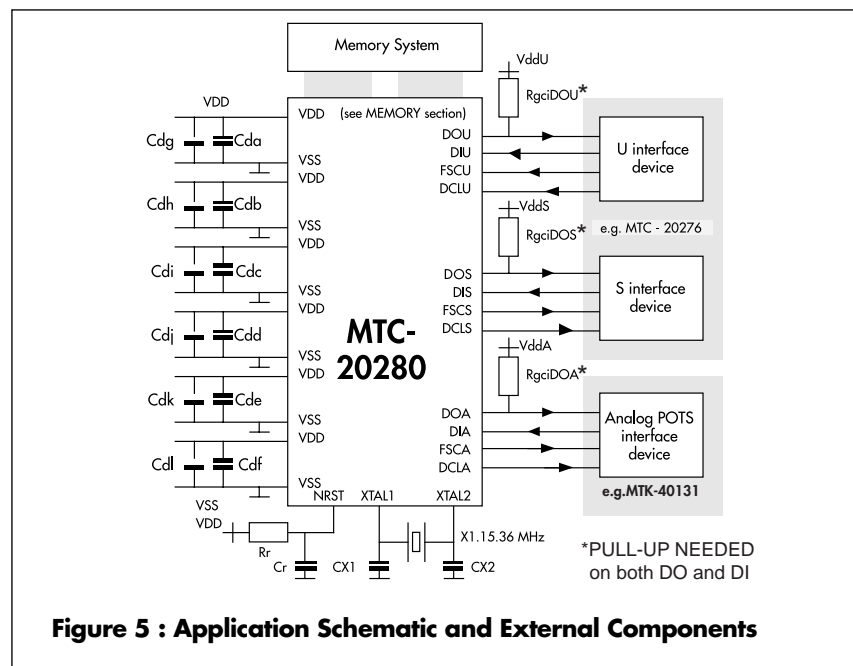 Memory System
VddU
RgciDOU*
VDD
VDD
(see MEMORY section)
DOU
DIU
FSCU
DCLU
U interface
device
Cdg
Cda
VSS
VDD
Cdh
Cdb
VSS
VDD
VddS
RgciDOS*
e.g. MTC - 20276
Cdi
Cdc
VSS
VDD
DOS
DIS
FSCS
DCLS
S interface
device
MTC-
20280
Cdj
Cdd
VSS
VDD
VddA
RgciDOA*
Cdk
Cde
VSS
VDD
DOA
DIA
FSCA
DCLA
Analog POTS
interface
device
Cdl
Cdf
VSS
e.g.MTK-40131
NRST
XTAL1
XTAL2
VSS
VDD
Rr
Cr
CX1
CX2
X1.15.36 MHz
*PULL-UP NEEDED
on both DO and DI
Figure 5 : Application Schematic and External Components